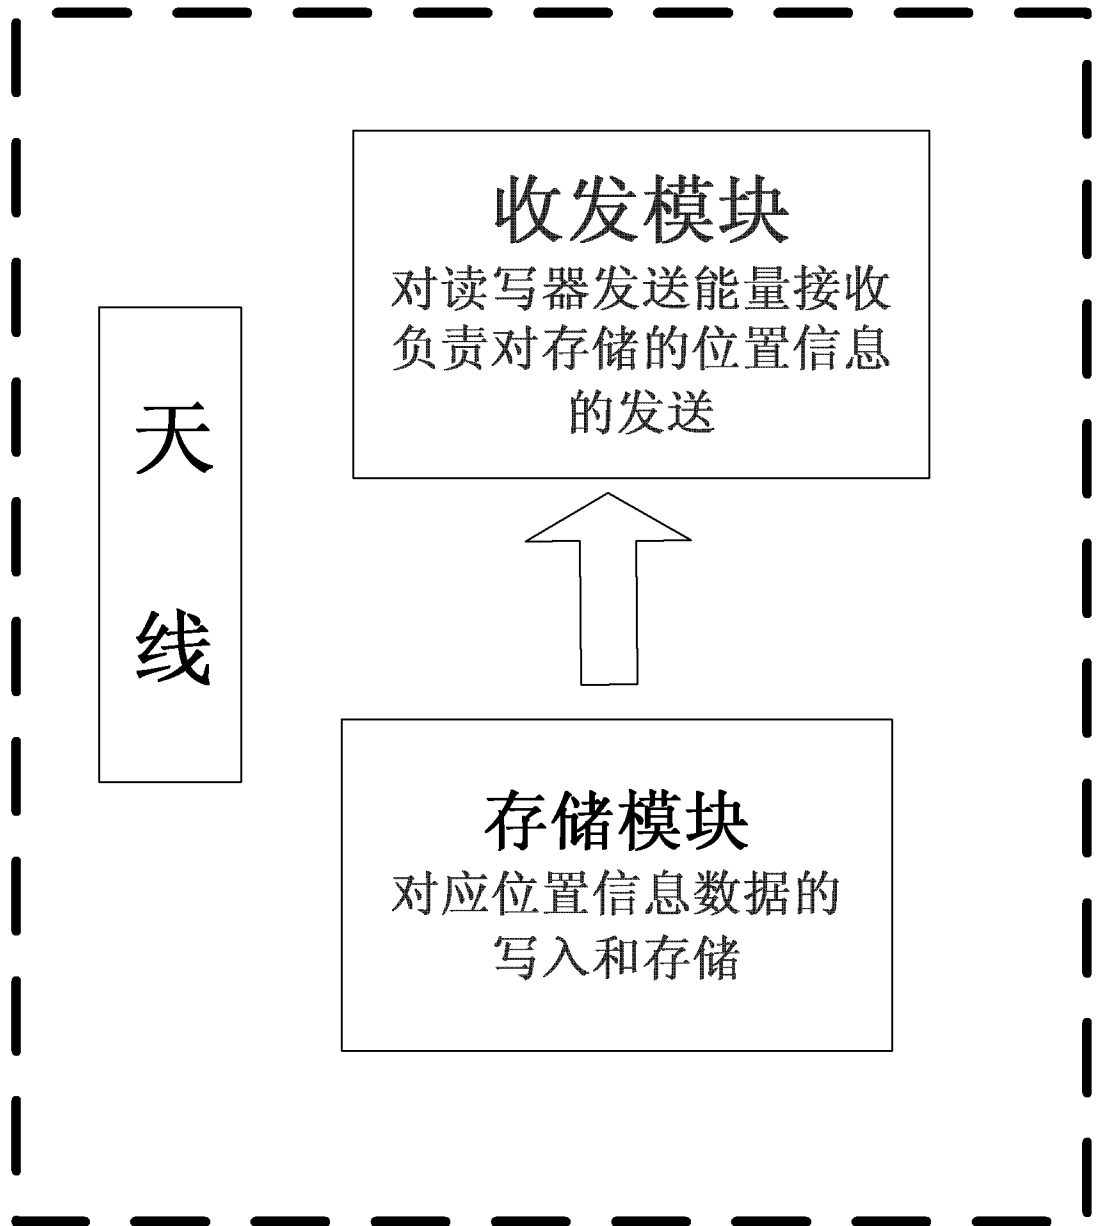 收发模块
对读写器发送能量接收
负责对存储的位置信息
的发送
天
线
存储模块
对应位置信息数据的
写入和存储